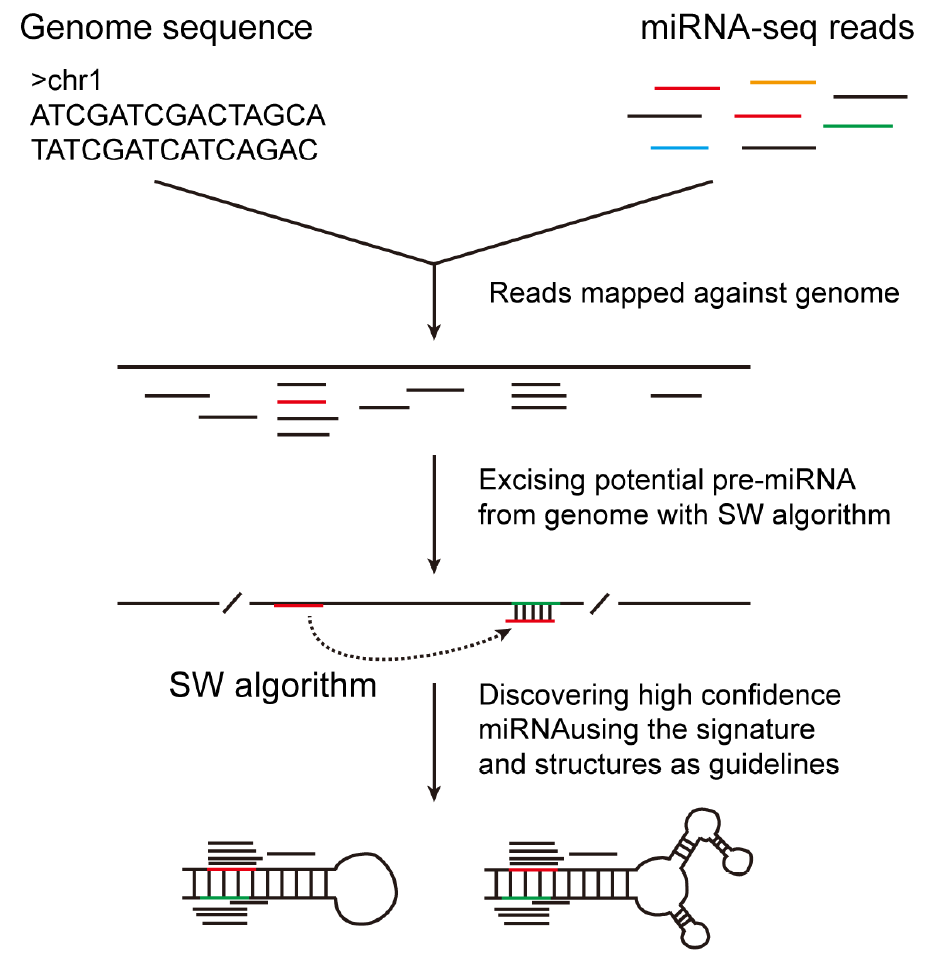 Genome sequence
miRNA-seq reads
>chr1
ATCGATCGACTAGCA
TATCGATCATCAGAC
Reads mapped against genome
Excising potential pre-miRNA
from genome with SW algorithm
SW algorithm
Discovering high confidence
miRNAusing the signature
and structures as guidelines